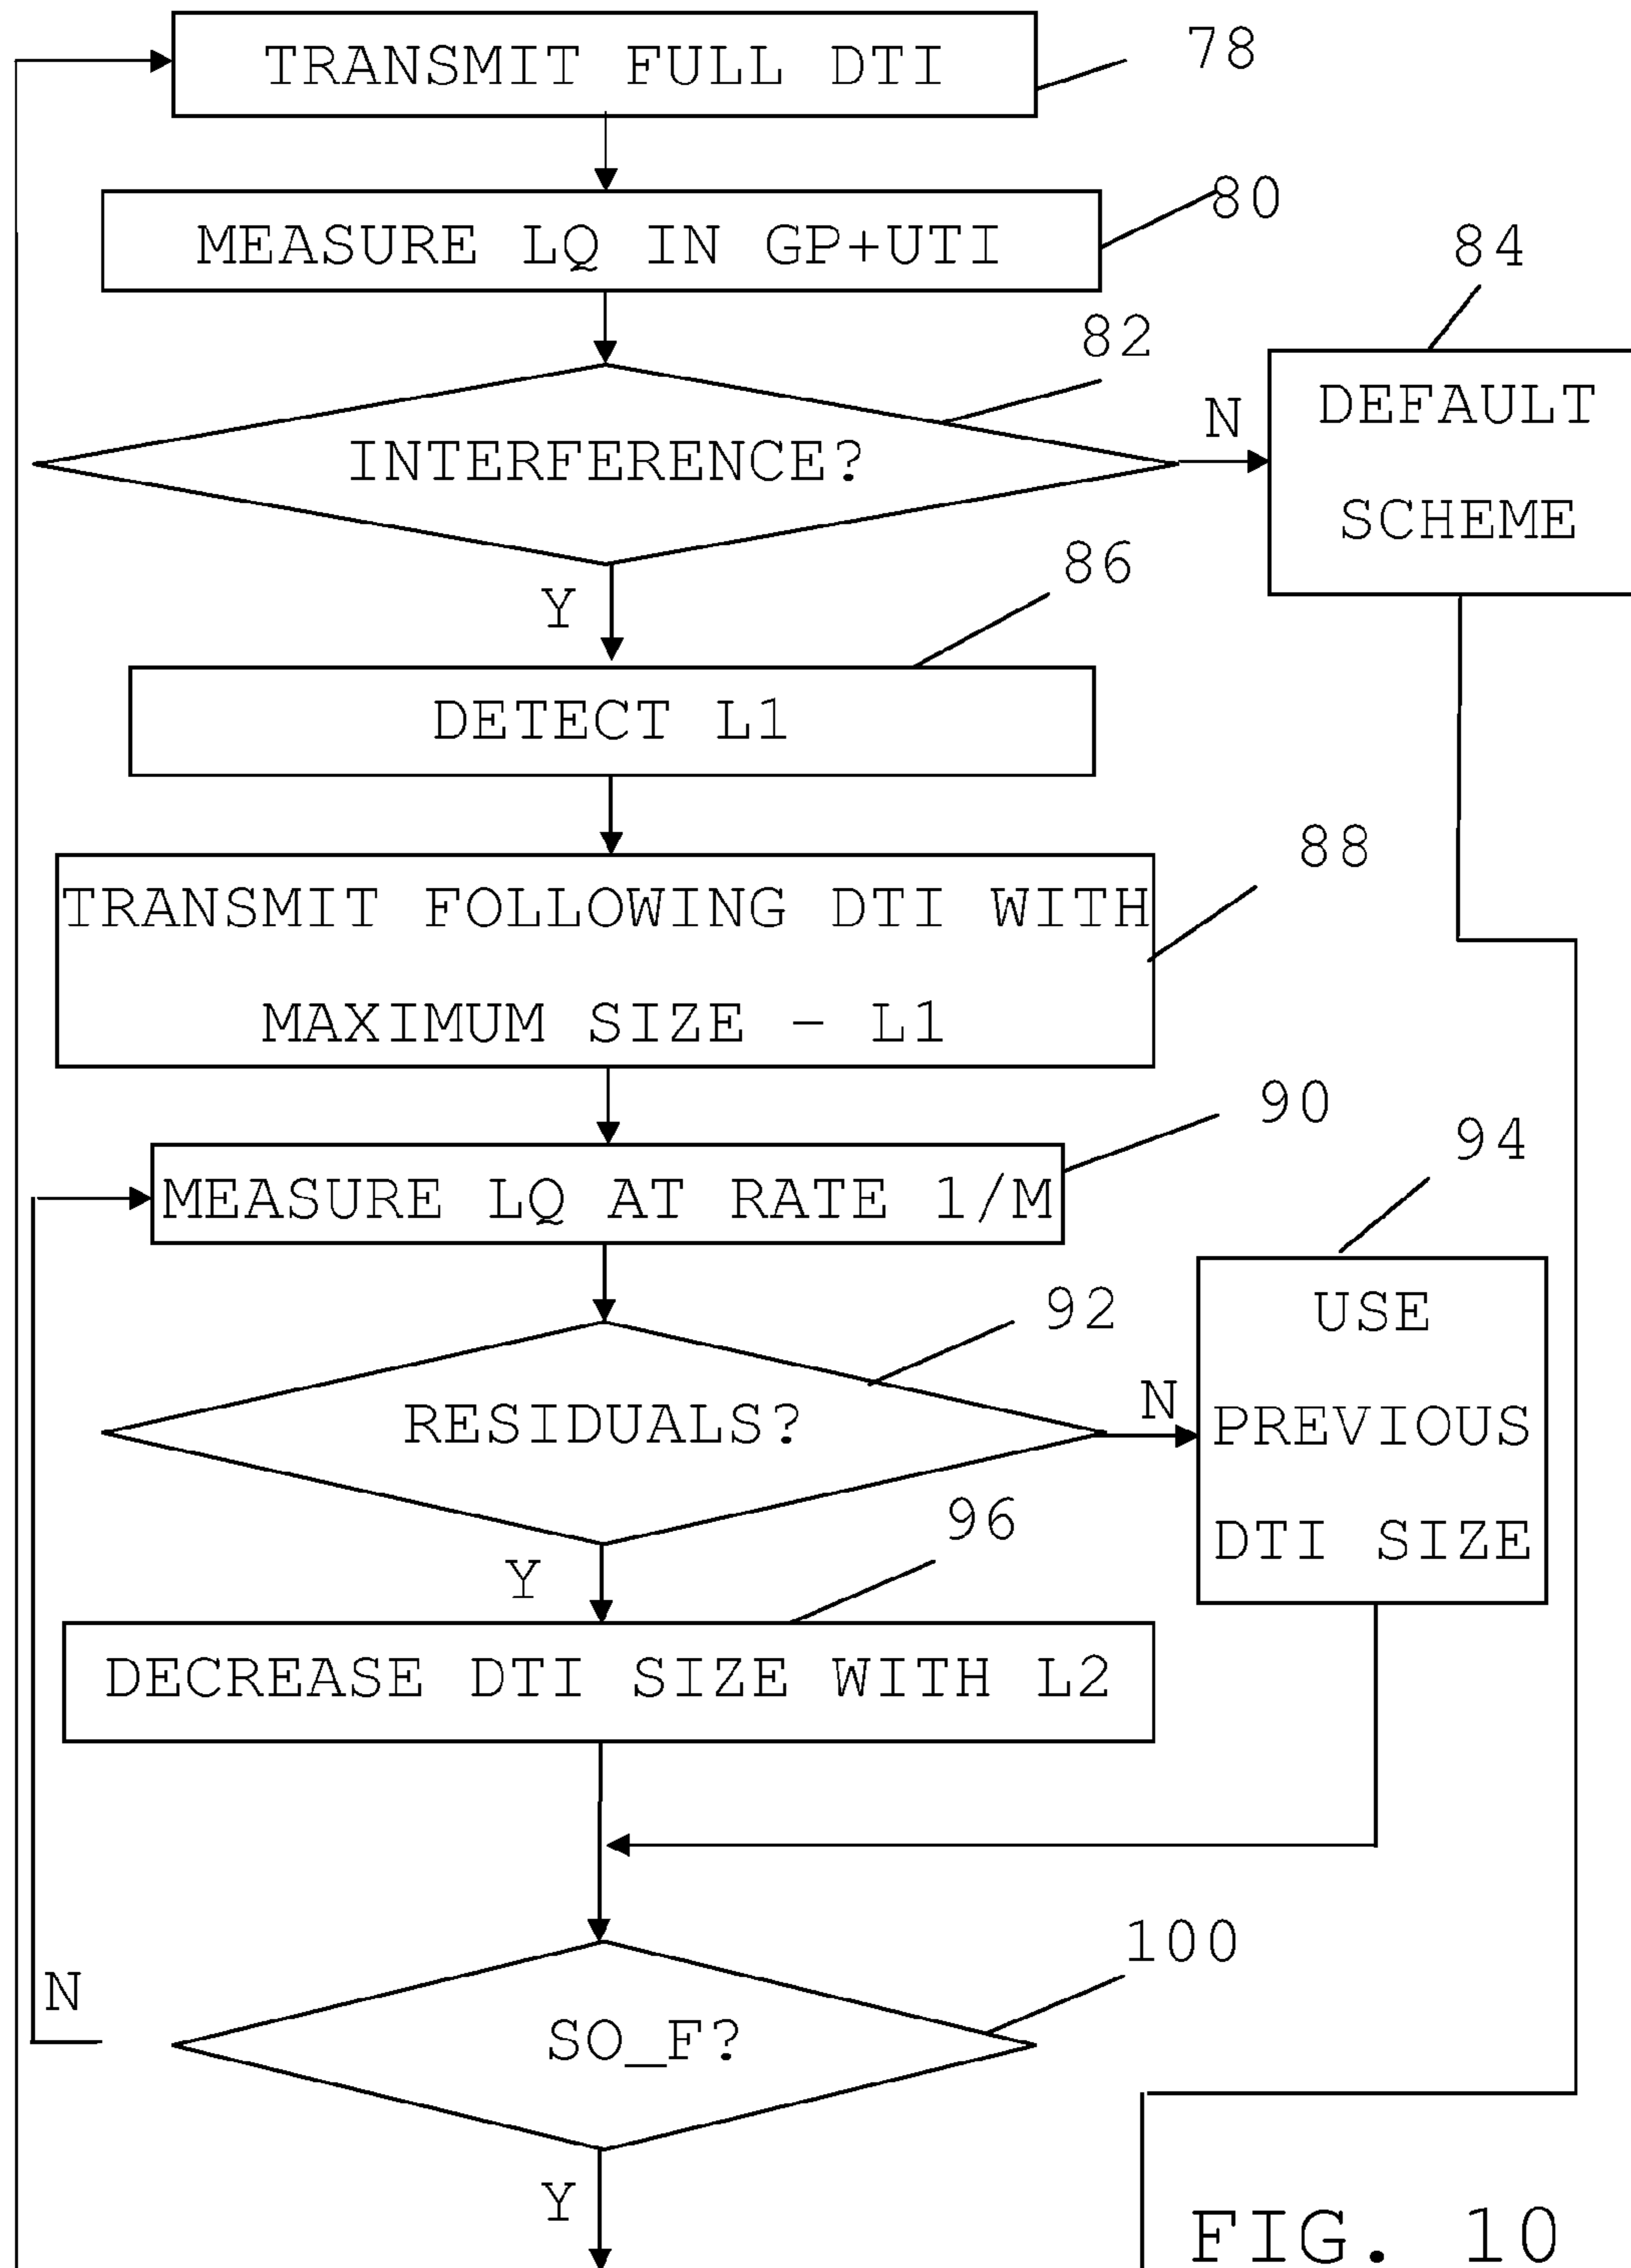 TRANSMIT FULL DTI
78
MEASURE LQ IN GP+UTI
80
INTERFERENCE?
82
N
84
DEFAULT
SCHEME
Y
86
DETECT L1
88
TRANSMIT FOLLOWING DTI WITH
MAXIMUM SIZE - L1
90
MEASURE LQ AT RATE 1/M
92
RESIDUALS?
N
94
USE
PREVIOUS
DTI SIZE
Y
96
DECREASE DTI SIZE WITH L2
100
N
SO_F?
Y
FIG. 10